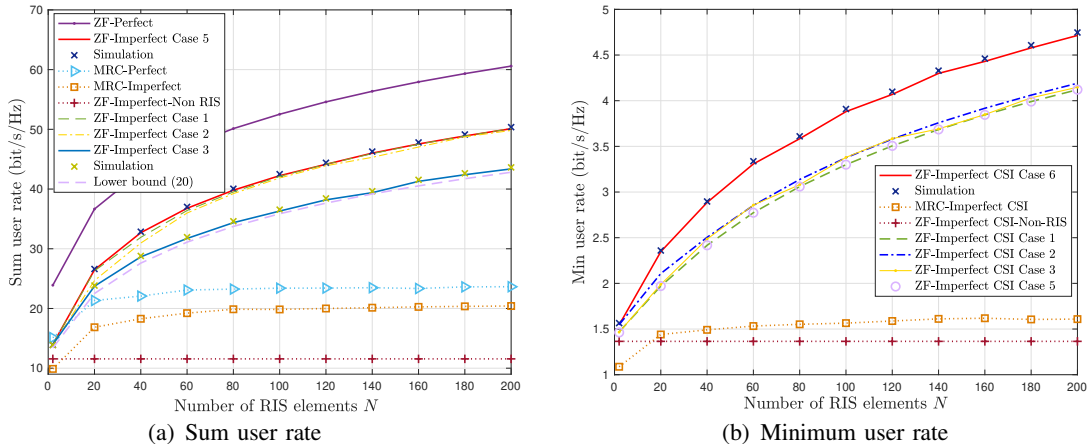 70
60
50
40
30
20
10
Sum user rate (bit/s/Hz)
ZF-Perfect
ZF-Imperfect Case 5
Simulation
MRC-Perfect
MRC-Imperfect
ZF-Imperfect-Non RIS
ZF-Imperfect Case 1
ZF-Imperfect Case 2
ZF-Imperfect Case 3
Simulation
Lower bound (20)
0 20 40 60 80 100 120 140 160 180 200
Number of RIS elements N
(a) Sum user rate
5
4.5
4
3.5
3
2.5
2
1.5
1
Min user rate (bit/s/Hz)
ZF-Imperfect CSI Case 6
Simulation
MRC-Imperfect CSI
ZF-Imperfect CSI-Non-RIS
ZF-Imperfect CSI Case 1
ZF-Imperfect CSI Case 2
ZF-Imperfect CSI Case 3
ZF-Imperfect CSI Case 5
0 20 40 60 80 100 120 140 160 180 200
Number of RIS elements N
(b) Minimum user rate